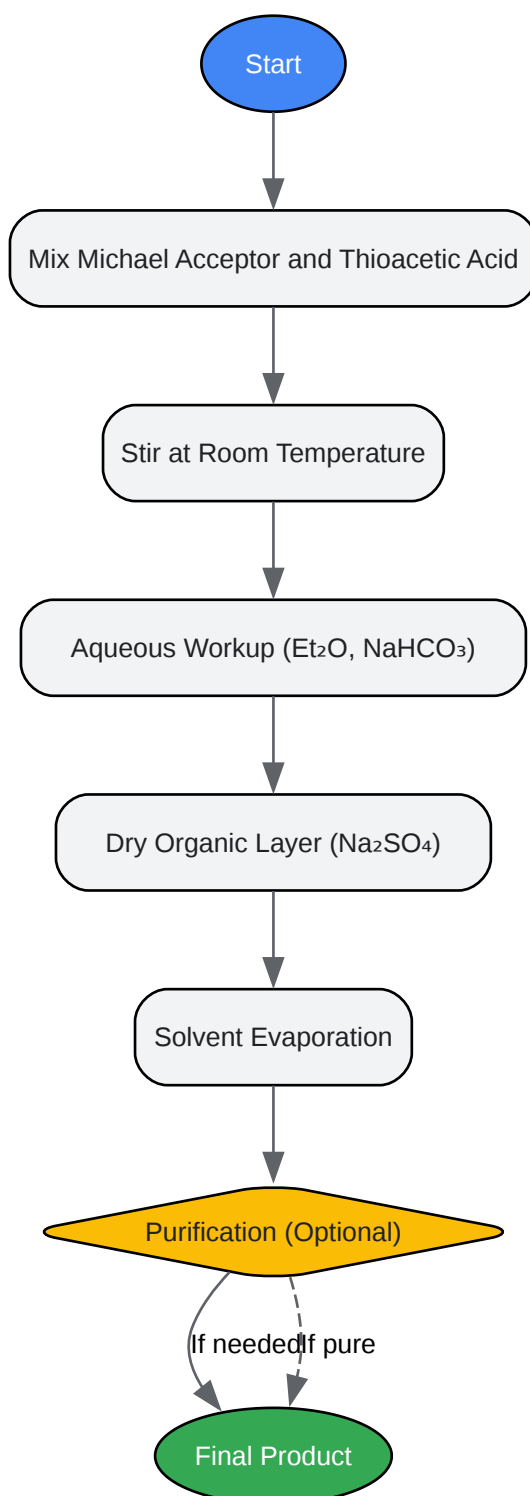 Start
Mix Michael Acceptor and Thioacetic Acid
Stir at Room Temperature
Aqueous Workup (Et₂O, NaHCO₃)
Dry Organic Layer (Na₂SO₄)
Solvent Evaporation
Purification (Optional)
If needed
If pure
Final Product